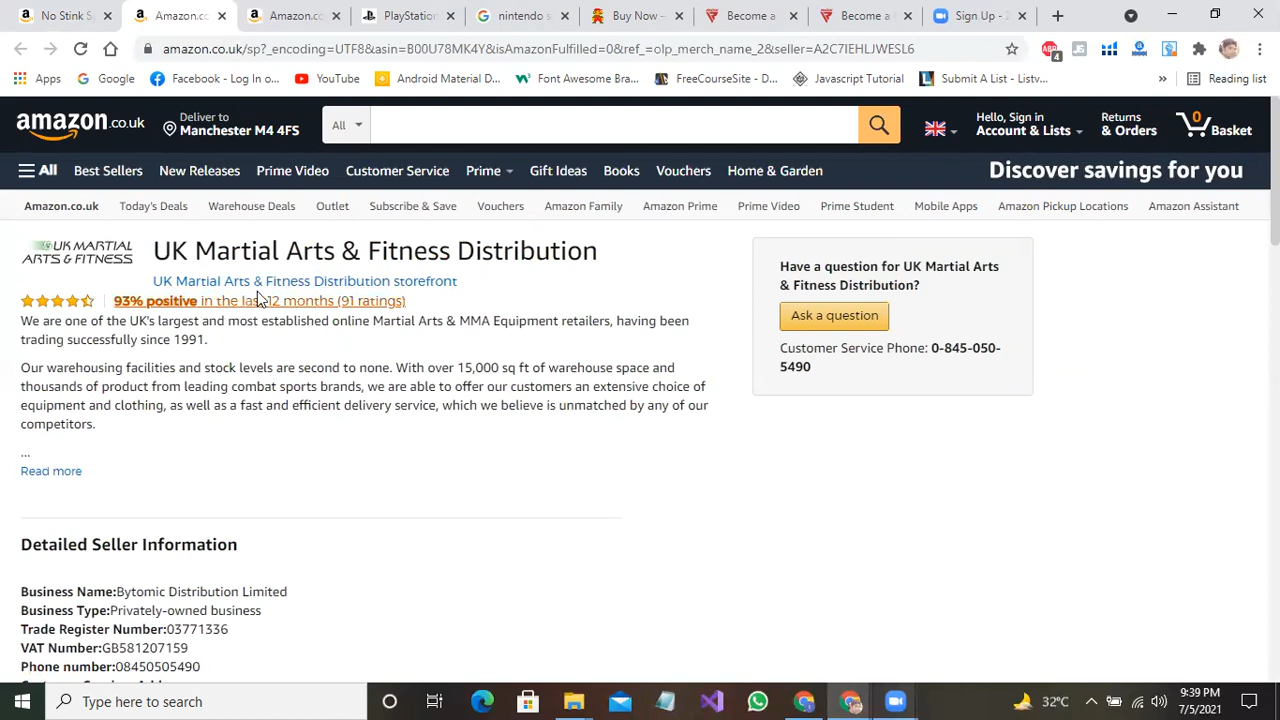 No Stink S
Amazon.co
Amazon.co
PlayStation
nintendo s
Buy Now –
Become a
Become a
Sign Up - Z
amazon.co.uk/sp?_encoding=UTF8&asin=B00U78MK4Y&isAmazonFulfilled=0&ref_=olp_merch_name_2&seller=A2C7IEHLJWESL6
4
Apps
Google
Facebook - Log In o...
YouTube
Android Material D...
Font Awesome Bra...
FreeCourseSite - D...
Javascript Tutorial
Submit A List - Listv...
»
Reading list
amazon.co.uk
Deliver to
Manchester M4 4FS
All
Hello, Sign in
Account & Lists
Returns
& Orders
0
Basket
All
Best Sellers
New Releases
Prime Video
Customer Service
Prime
Gift Ideas
Books
Vouchers
Home & Garden
Discover savings for you
Amazon.co.uk
Today's Deals
Warehouse Deals
Outlet
Subscribe & Save
Vouchers
Amazon Family
Amazon Prime
Prime Video
Prime Student
Mobile Apps
Amazon Pickup Locations
Amazon Assistant
UK MARTIAL
ARTS & FITNESS
UK Martial Arts & Fitness Distribution
UK Martial Arts & Fitness Distribution storefront
93% positive in the last 12 months (91 ratings)
We are one of the UK's largest and most established online Martial Arts & MMA Equipment retailers, having been
trading successfully since 1991.
Our warehousing facilities and stock levels are second to none. With over 15,000 sq ft of warehouse space and
thousands of product from leading combat sports brands, we are able to offer our customers an extensive choice of
equipment and clothing, as well as a fast and efficient delivery service, which we believe is unmatched by any of our
competitors.
...
Read more
Have a question for UK Martial Arts
& Fitness Distribution?
Ask a question
Customer Service Phone: 0-845-050-
5490
Detailed Seller Information
Business Name:Bytomic Distribution Limited
Business Type:Privately-owned business
Trade Register Number:03771336
VAT Number:GB581207159
Phone number:08450505490
Type here to search
32°C
9:39 PM
7/5/2021